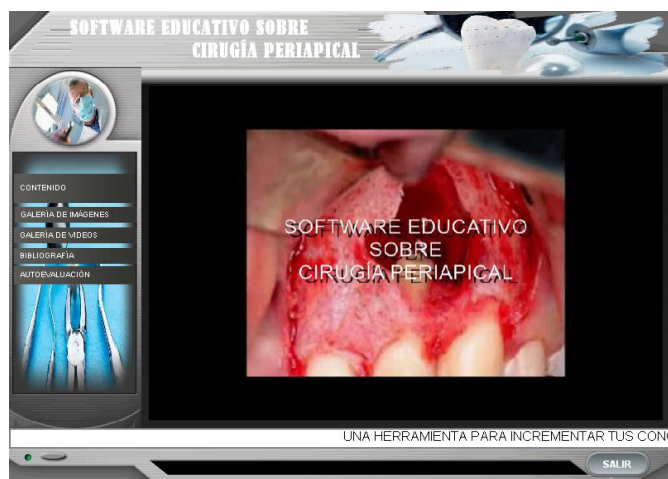 SOFTWARE EDUCATIVO SOBRE
CIRUGÍA PERIAPICAL
CONTENIDO
GALERÍA DE IMÁGENES
GALERÍA DE VIDEOS
BIBLIOGRAFÍA
AUTOEVALUACIÓN
SOFTWARE EDUCATIVO
SOBRE
CIRUGÍA PERIAPICAL
UNA HERRAMIENTA PARA INCREMENTAR TUS CON
SALIR